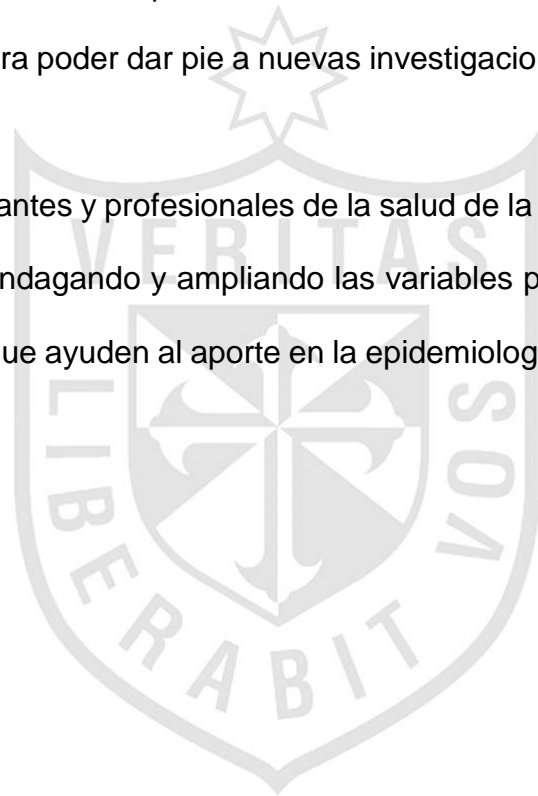 ra poder dar pie a nuevas investigacio
antes y profesionales de la salud de la
ndagando y ampliando las variables p
ue ayuden al aporte en la epidemiolog
VERITAS
LIBERABIT
VOS